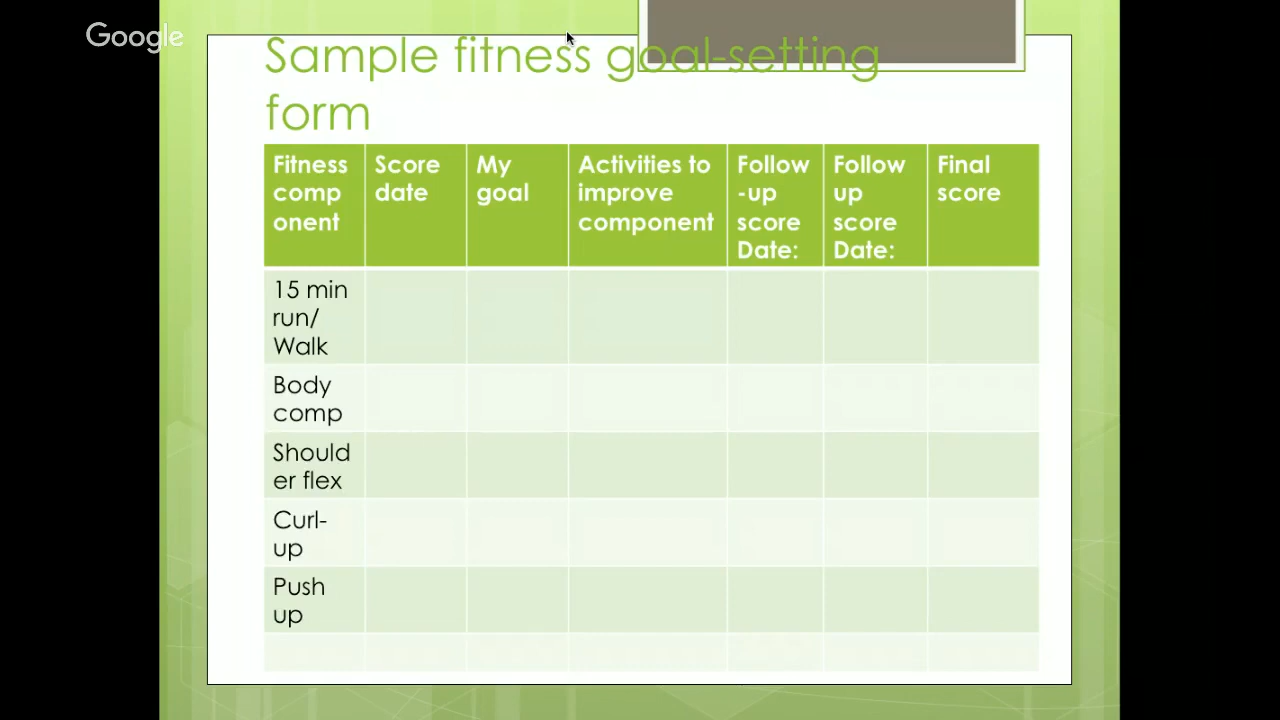 Google
Sample fitness goal-setting
form
Fitness
comp
onent
Score
date
My
goal
Activities to
improve
component
Follow
-up
score
Date:
Follow
up
score
Date:
Final
score
15 min
run/
Walk
Body
comp
Should
er flex
Curl-
up
Push
up